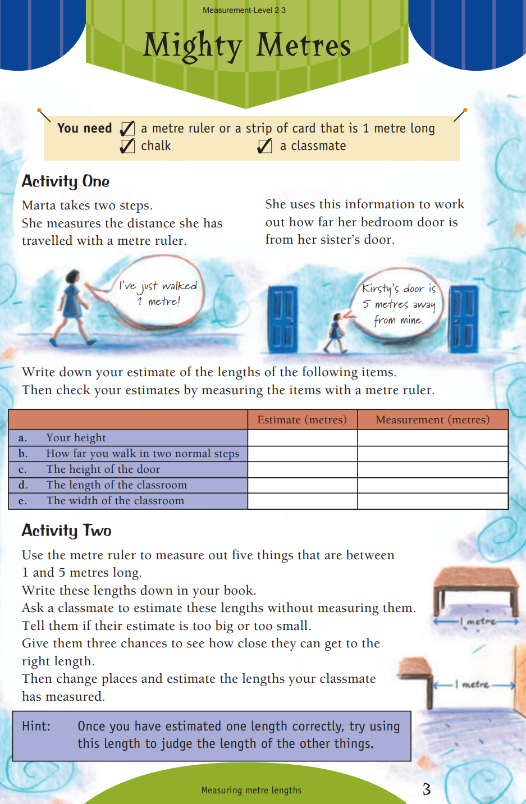 Measurement-Level 2-3
Mighty Metres
You need ☑ a metre ruler or a strip of card that is 1 metre long
☑ chalk ☑ a classmate
Activity One
Marta takes two steps.
She measures the distance she has
travelled with a metre ruler.
She uses this information to work
out how far her bedroom door is
from her sister's door.
I've just walked
1 metre!
Kirsty's door is
5 metres away
from mine.
Write down your estimate of the lengths of the following items.
Then check your estimates by measuring the items with a metre ruler.
Estimate (metres) Measurement (metres)
a. Your height
b. How far you walk in two normal steps
c. The height of the door
d. The length of the classroom
e. The width of the classroom
Activity Two
Use the metre ruler to measure out five things that are between
1 and 5 metres long.
Write these lengths down in your book.
Ask a classmate to estimate these lengths without measuring them.
Tell them if their estimate is too big or too small.
Give them three chances to see how close they can get to the
right length.
Then change places and estimate the lengths your classmate
has measured.
1 metre
1 metre
Hint: Once you have estimated one length correctly, try using
this length to judge the length of the other things.
Measuring metre lengths
3